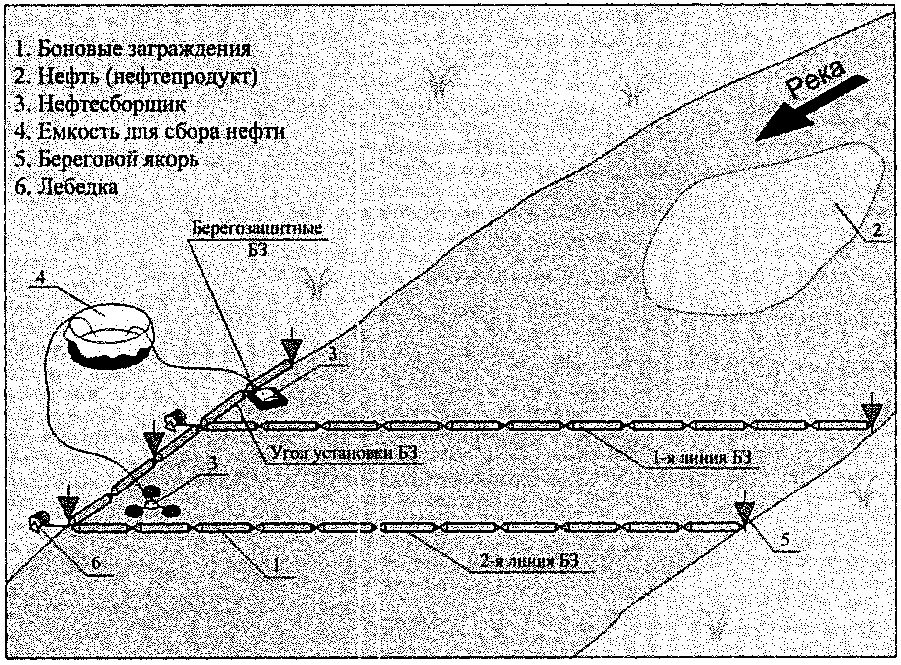 1. Боновые заграждения
2. Нефть (нефтепродукт)
3. Нефтесборщик
4. Емкость для сбора нефти
5. Береговой якорь
6. Лебедка
Река
2
Берегозащитные
БЗ
4
3
Угол установки БЗ
1-я линия БЗ
3
6
1
2-я линия БЗ
5